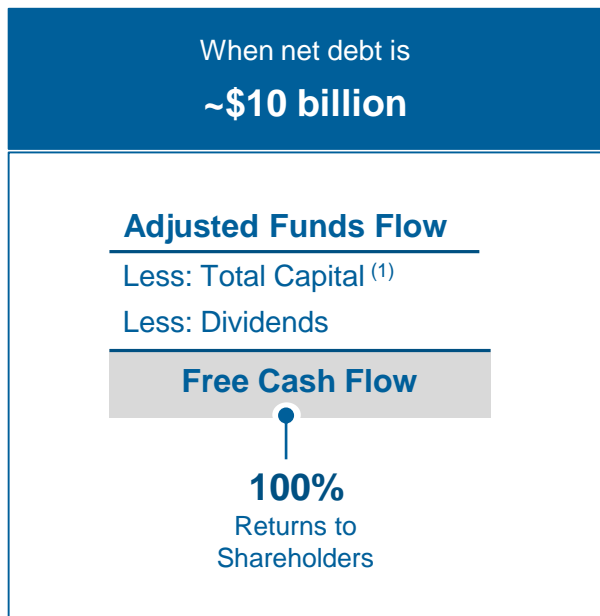 When net debt is
~$10 billion
Adjusted Funds Flow
Less: Total Capital (1)
Less: Dividends
Free Cash Flow
100%
Returns to
Shareholders